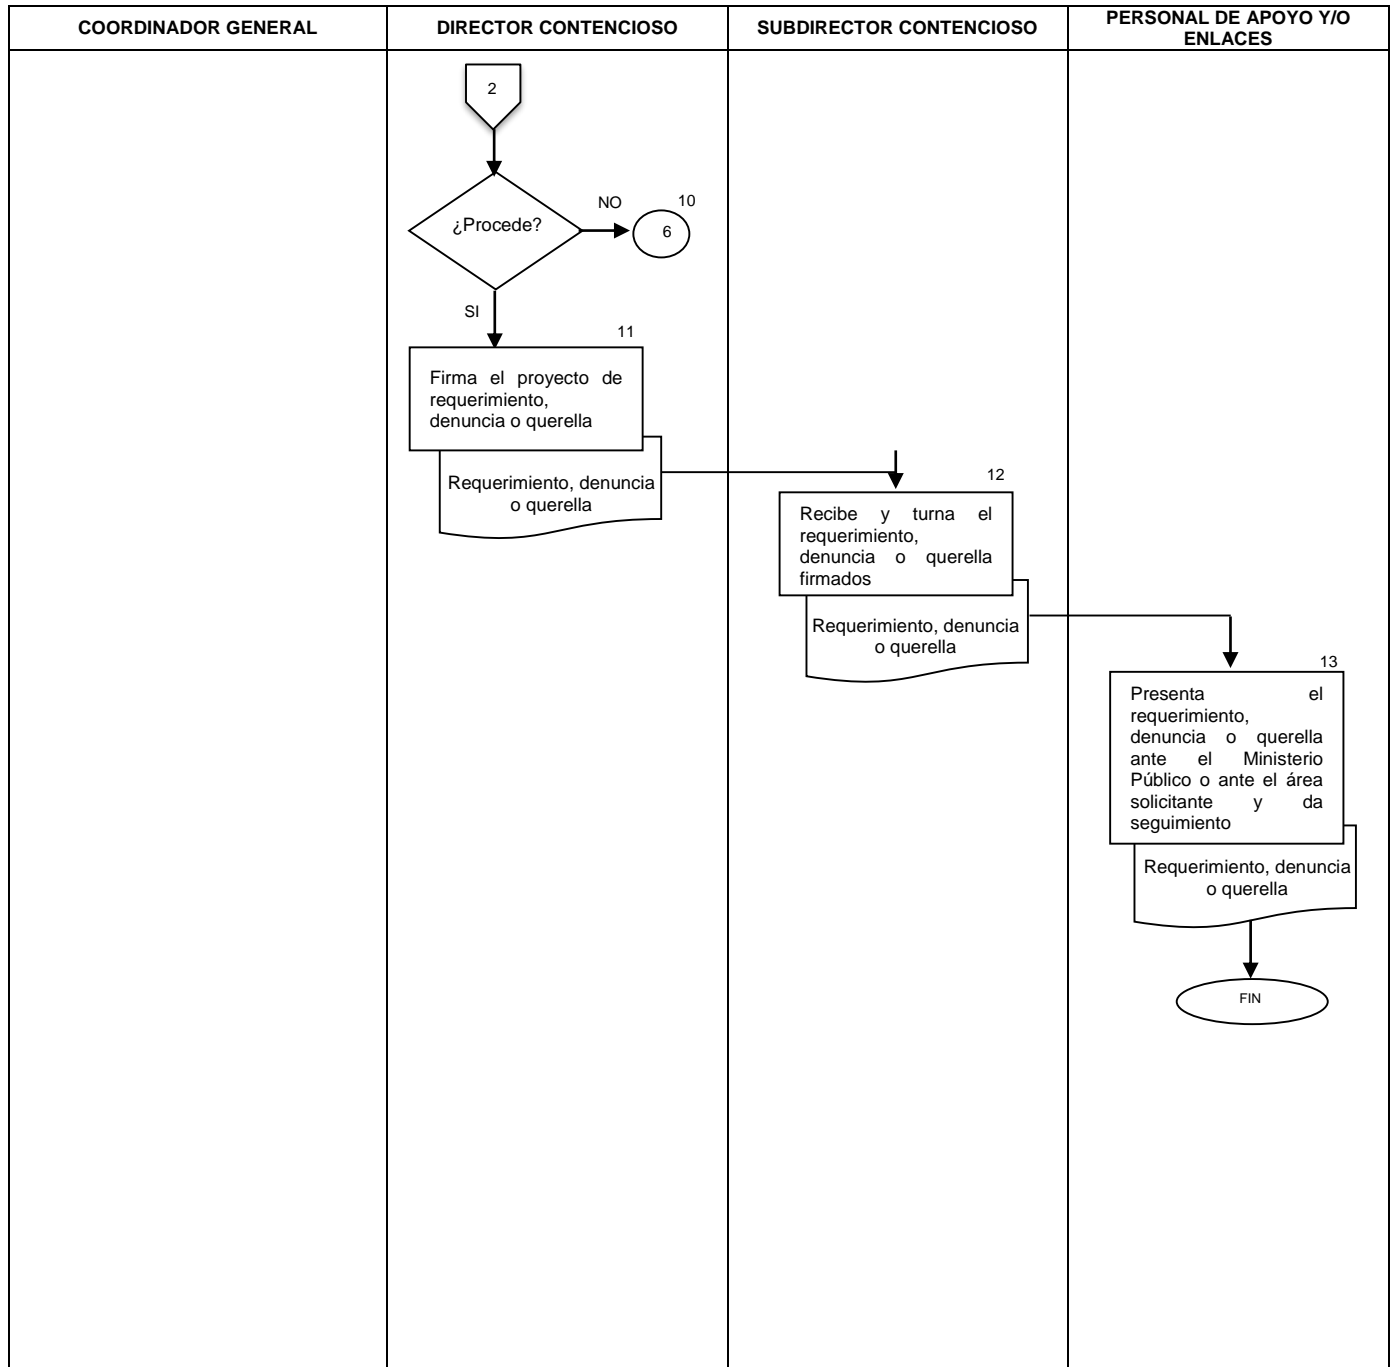 COORDINADOR GENERAL
DIRECTOR CONTENCIOSO
SUBDIRECTOR CONTENCIOSO
PERSONAL DE APOYO Y/O
ENLACES
2
¿Procede?
NO
10
6
SI
11
Firma el proyecto de
requerimiento,
denuncia o querella
Requerimiento, denuncia
o querella
12
Recibe y turna el
requerimiento,
denuncia o querella
firmados
Requerimiento, denuncia
o querella
13
Presenta el
requerimiento,
denuncia o querella
ante el Ministerio
Público o ante el área
solicitante y da
seguimiento
Requerimiento, denuncia
o querella
FIN